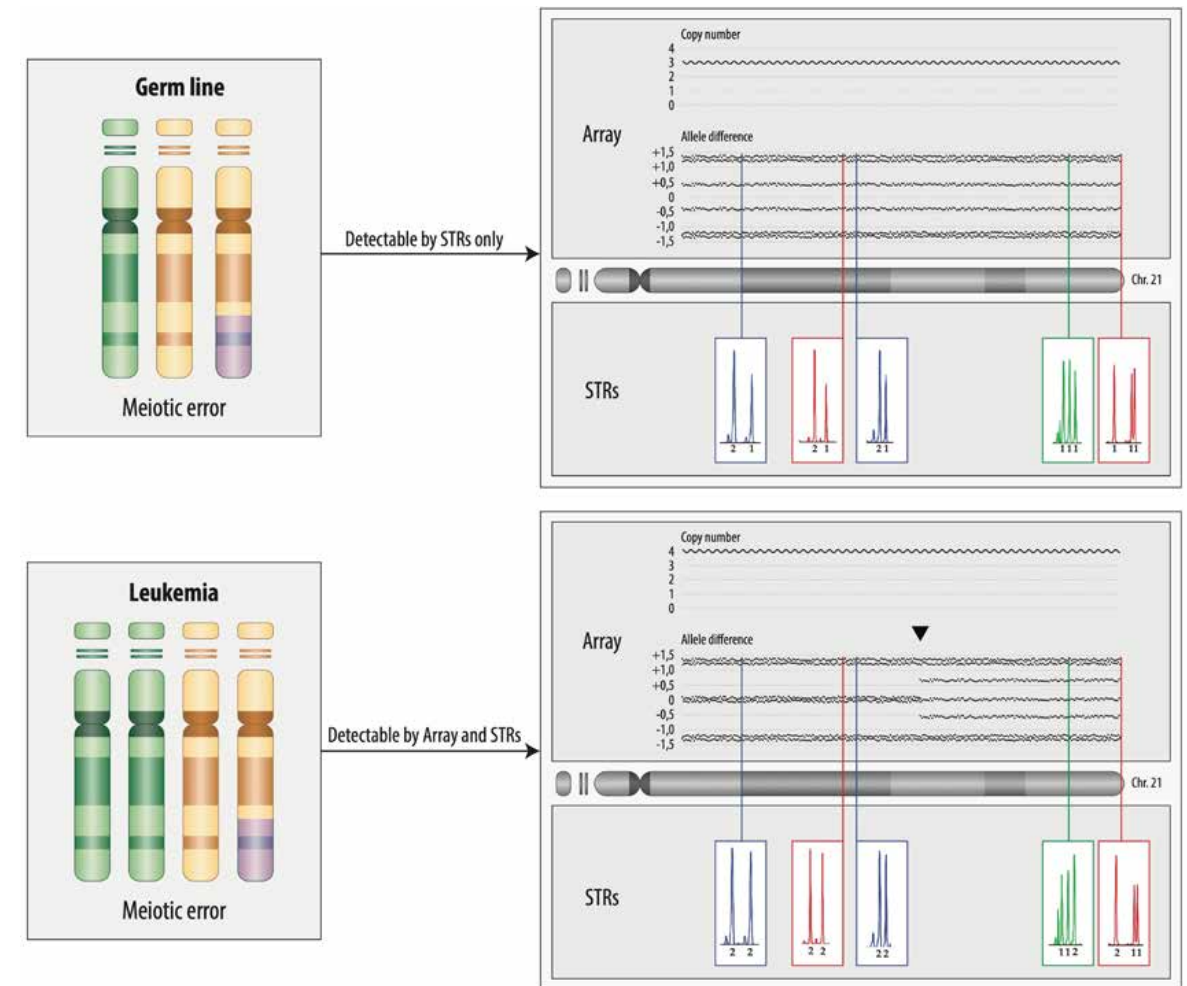 Germ line
Meiotic error
Detectable by STRs only
Copy number
4
3
2
1
0
Array
Allele difference
+1,5
+1,0
+0,5
0
-0,5
-1,0
-1,5
Chr. 21
STRs
2 1
2 1
2 1
1 1 1
1 11
Leukemia
Meiotic error
Detectable by Array and STRs
Copy number
4
3
2
1
0
Array
Allele difference
+1,5
+1,0
+0,5
0
-0,5
-1,0
-1,5
Chr. 21
STRs
2 2
2 2
2 2
1 1 2
2 11